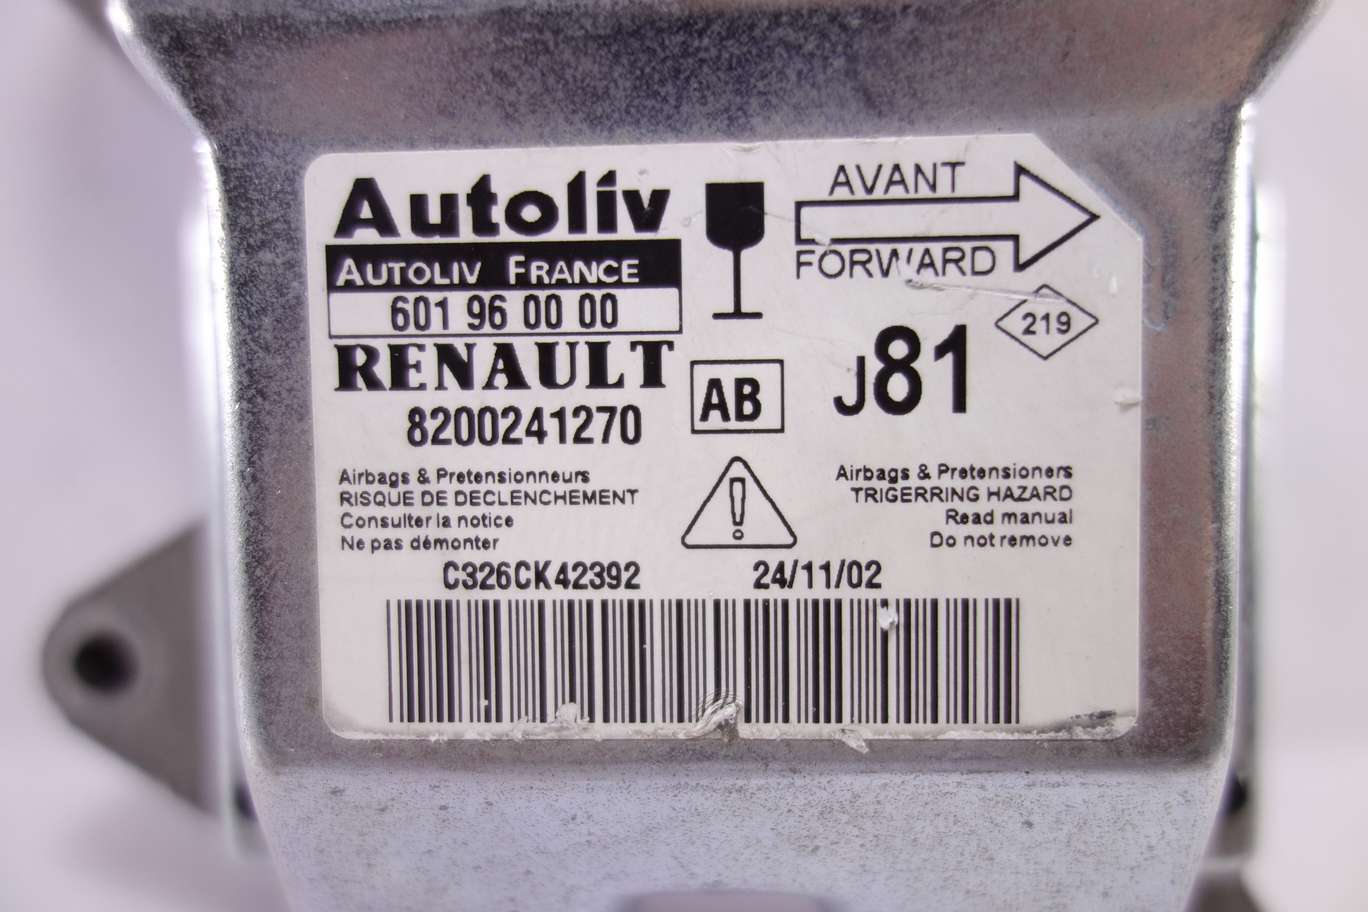 Autoliv
AUTOLIV FRANCE
601 96 00 00
RENAULT
8200241270
AB
AVANT
FORWARD
219
J81
Airbags & Pretensionneurs
RISQUE DE DECLENCHEMENT
Consulter la notice
Ne pas démonter
Airbags & Pretensioners
TRIGERRING HAZARD
Read manual
Do not remove
C326CK42392
24/11/02